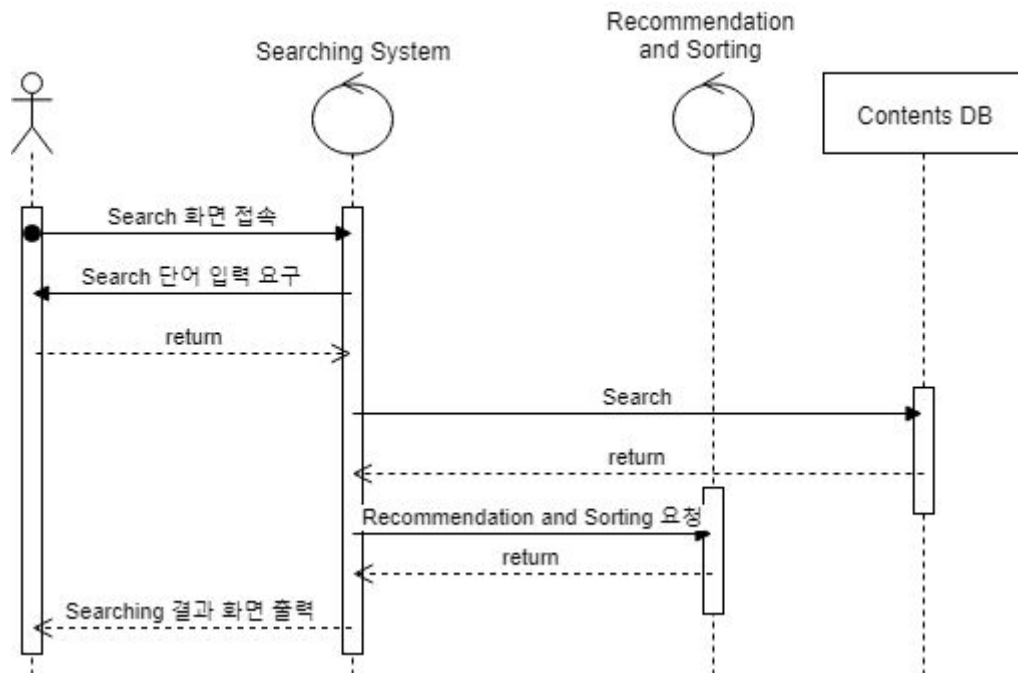 Recommendation
and Sorting
Searching System
Contents DB
Search 화면 접속
Search 단어 입력 요구
return
Search
return
Recommendation and Sorting 요청
return
Searching 결과 화면 출력